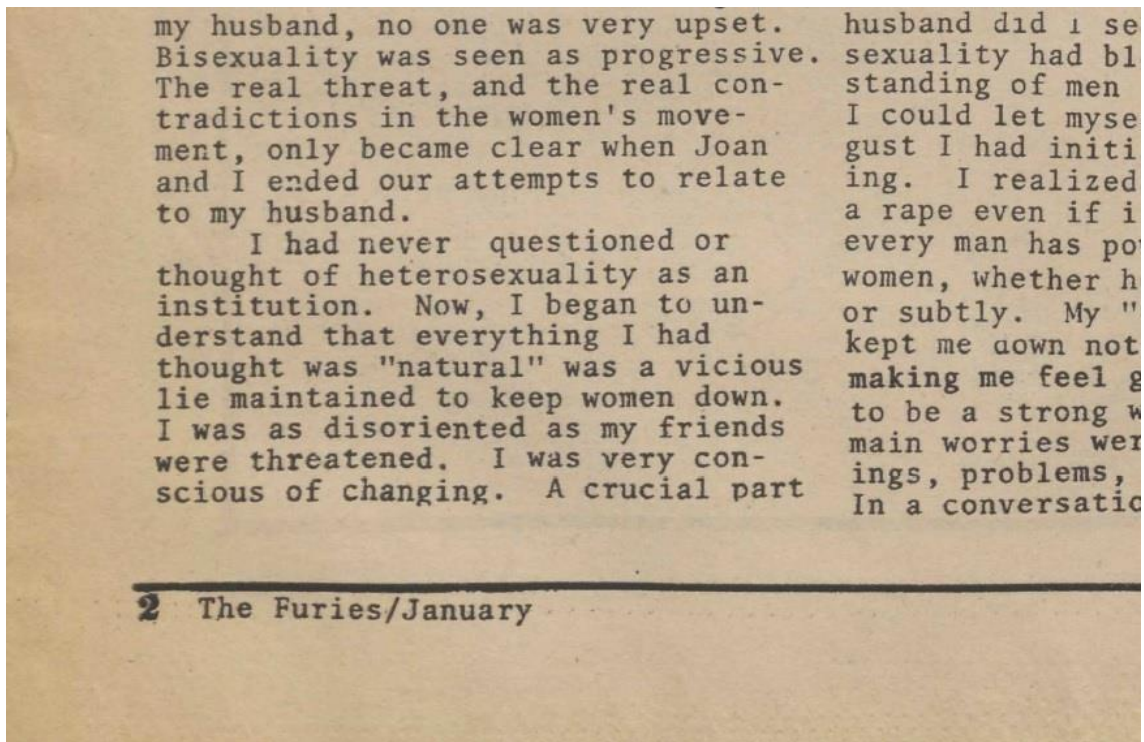 my husband, no one was very upset.
Bisexuality was seen as progressive.
The real threat, and the real con-
tradictions in the women's move-
ment, only became clear when Joan
and I ended our attempts to relate
to my husband.
I had never questioned or
thought of heterosexuality as an
institution. Now, I began to un-
derstand that everything I had
thought was "natural" was a vicious
lie maintained to keep women down.
I was as disoriented as my friends
were threatened. I was very con-
scious of changing. A crucial part
husband did I
sexuality had
standing of men
I could let
gust I had
ing. I realized
a rape even if
every man has
women, whether
or subtly. My "
kept me down not
making me feel
to be a strong
main worries
ings, problems,
In a
2 The Furies/January